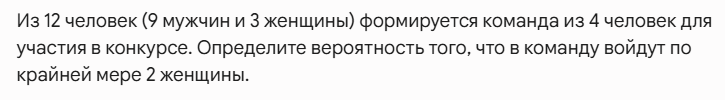 Из 12 человек (9 мужчин и 3 женщины) формируется команда из 4 человек для
участия в конкурсе. Определите вероятность того, что в команду войдут по
крайней мере 2 женщины.